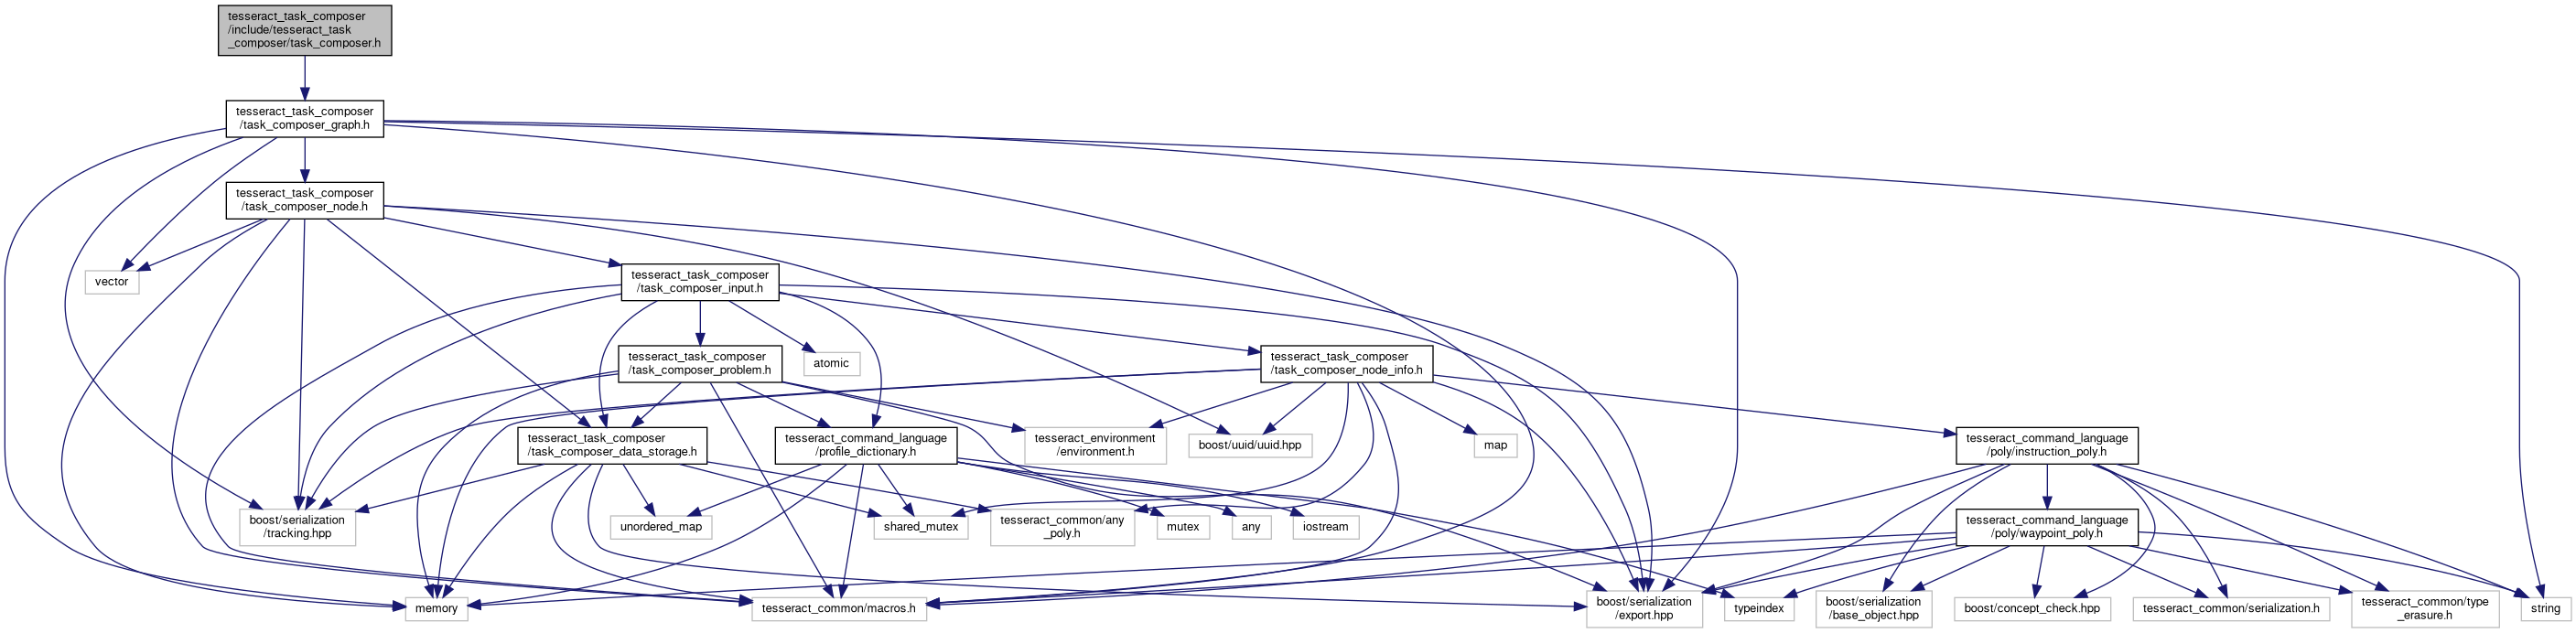 tesseract_task_composer
/include/tesseract_task
_composer/task_composer.h
tesseract_task_composer
/task_composer_graph.h
tesseract_task_composer
/task_composer_node.h
vector
tesseract_task_composer
/task_composer_input.h
tesseract_task_composer
/task_composer_problem.h
atomic
tesseract_task_composer
/task_composer_node_info.h
tesseract_task_composer
/task_composer_data_storage.h
tesseract_command_language
/profile_dictionary.h
tesseract_environment
/environment.h
boost/uuid/uuid.hpp
map
tesseract_command_language
/poly/instruction_poly.h
boost/serialization
/tracking.hpp
unordered_map
shared_mutex
tesseract_common/any
_poly.h
mutex
any
iostream
tesseract_command_language
/poly/waypoint_poly.h
memory
tesseract_common/macros.h
boost/serialization
/export.hpp
typeindex
boost/serialization
/base_object.hpp
boost/concept_check.hpp
tesseract_common/serialization.h
tesseract_common/type
_erasure.h
string